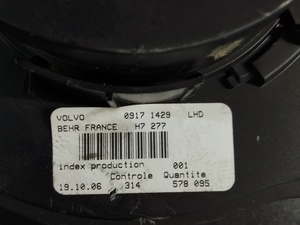 VOLVO 0917 1429 LHD
BEHR FRANCE H7 277
index production 001
Controle Quantite
19.10.06 314 578 095